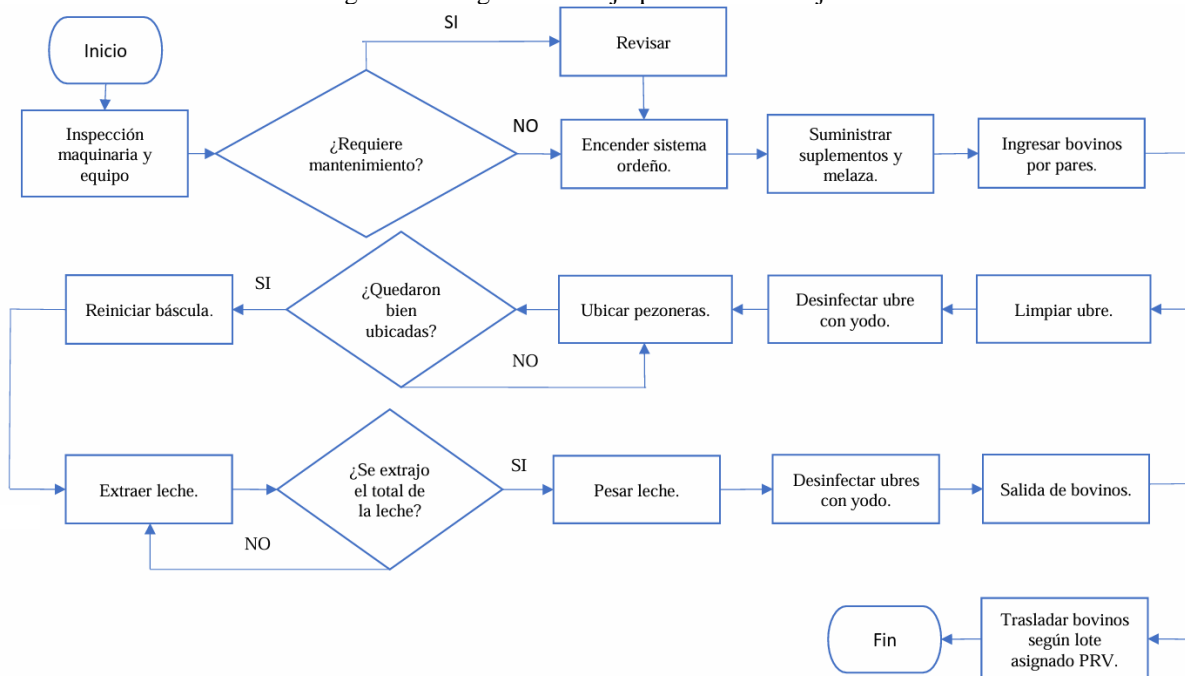 SI
Inicio
Revisar
Inspección
maquinaria y
equipo
¿Requiere
mantenimiento?
NO
Encender sistema
ordeño.
Suministrar
suplementos y
melaza.
Ingresar bovinos
por pares.
Limpiar ubre.
Desinfectar ubre
con yodo.
Ubicar pezoneras.
¿Quedaron
bien
ubicadas?
NO
SI
Reiniciar báscula.
Extraer leche.
¿Se extrajo
el total de
la leche?
NO
SI
Pesar leche.
Desinfectar ubres
con yodo.
Salida de bovinos.
Trasladar bovinos
según lote
asignado PRV.
Fin